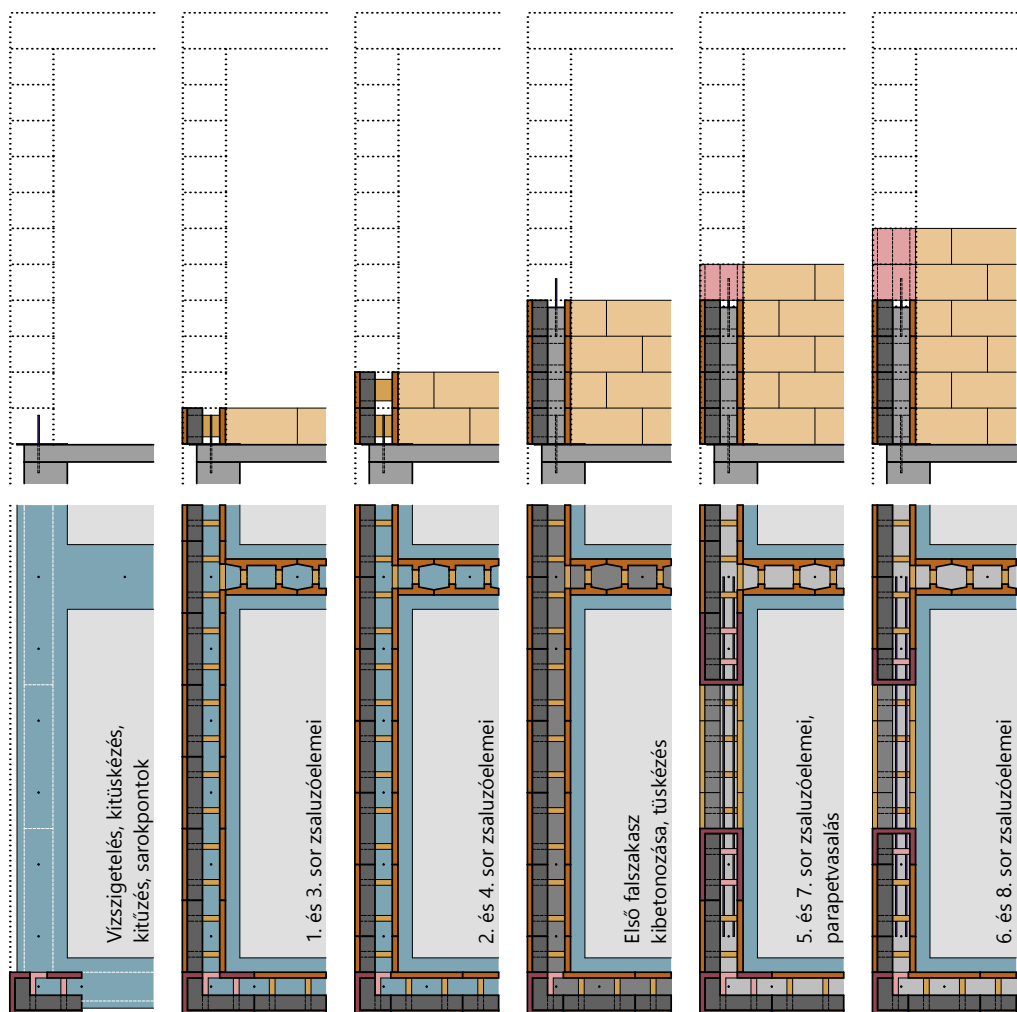 Vízszigetelés, kitüskézés,
kitűzés, sarokpontok
1. és 3. sor zsaluzóelemei
2. és 4. sor zsaluzóelemei
Első falszakasz
kibetonozása, tüskézés
5. és 7. sor zsaluzóelemei,
parapetvasalás
6. és 8. sor zsaluzóelemei